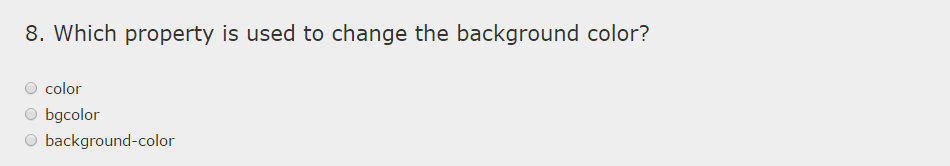 8. Which property is used to change the background color?
color
bgcolor
background-color